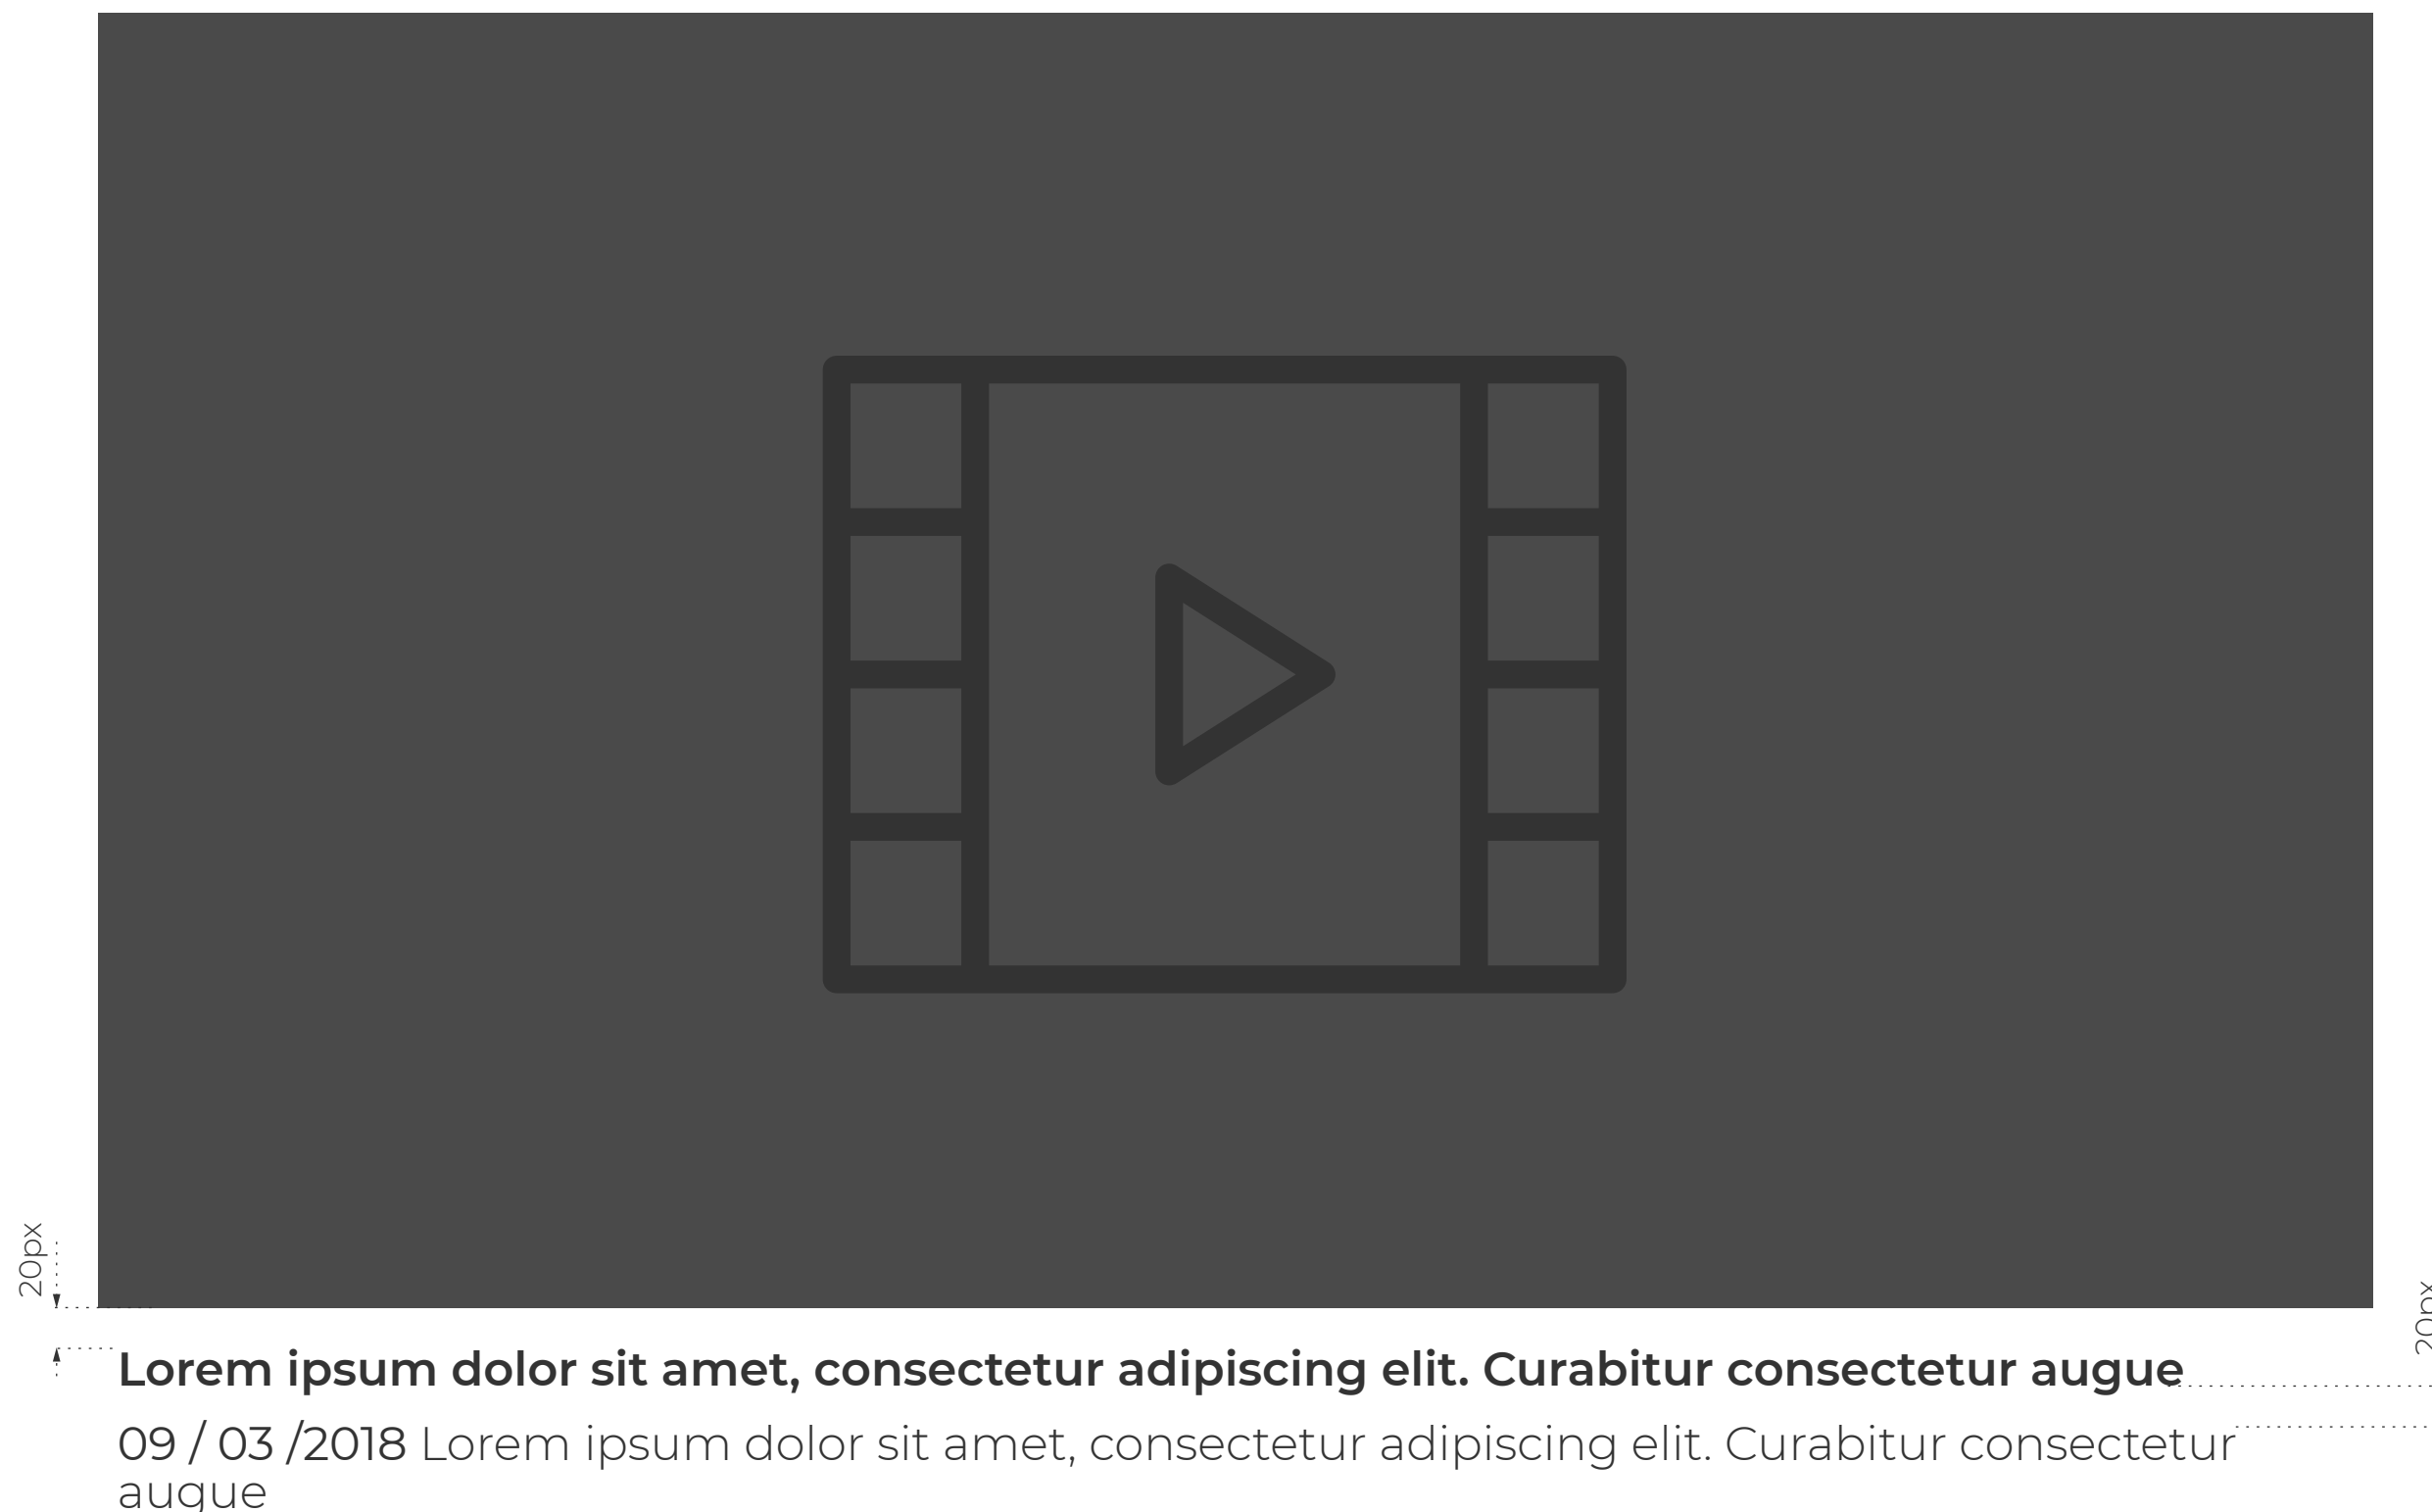 20px
20px
Lorem ipsum dolor sit amet, consectetur adipiscing elit. Curabitur consectetur augue
09 / 03 /2018 Lorem ipsum dolor sit amet, consectetur adipiscing elit. Curabitur consectetur
augue